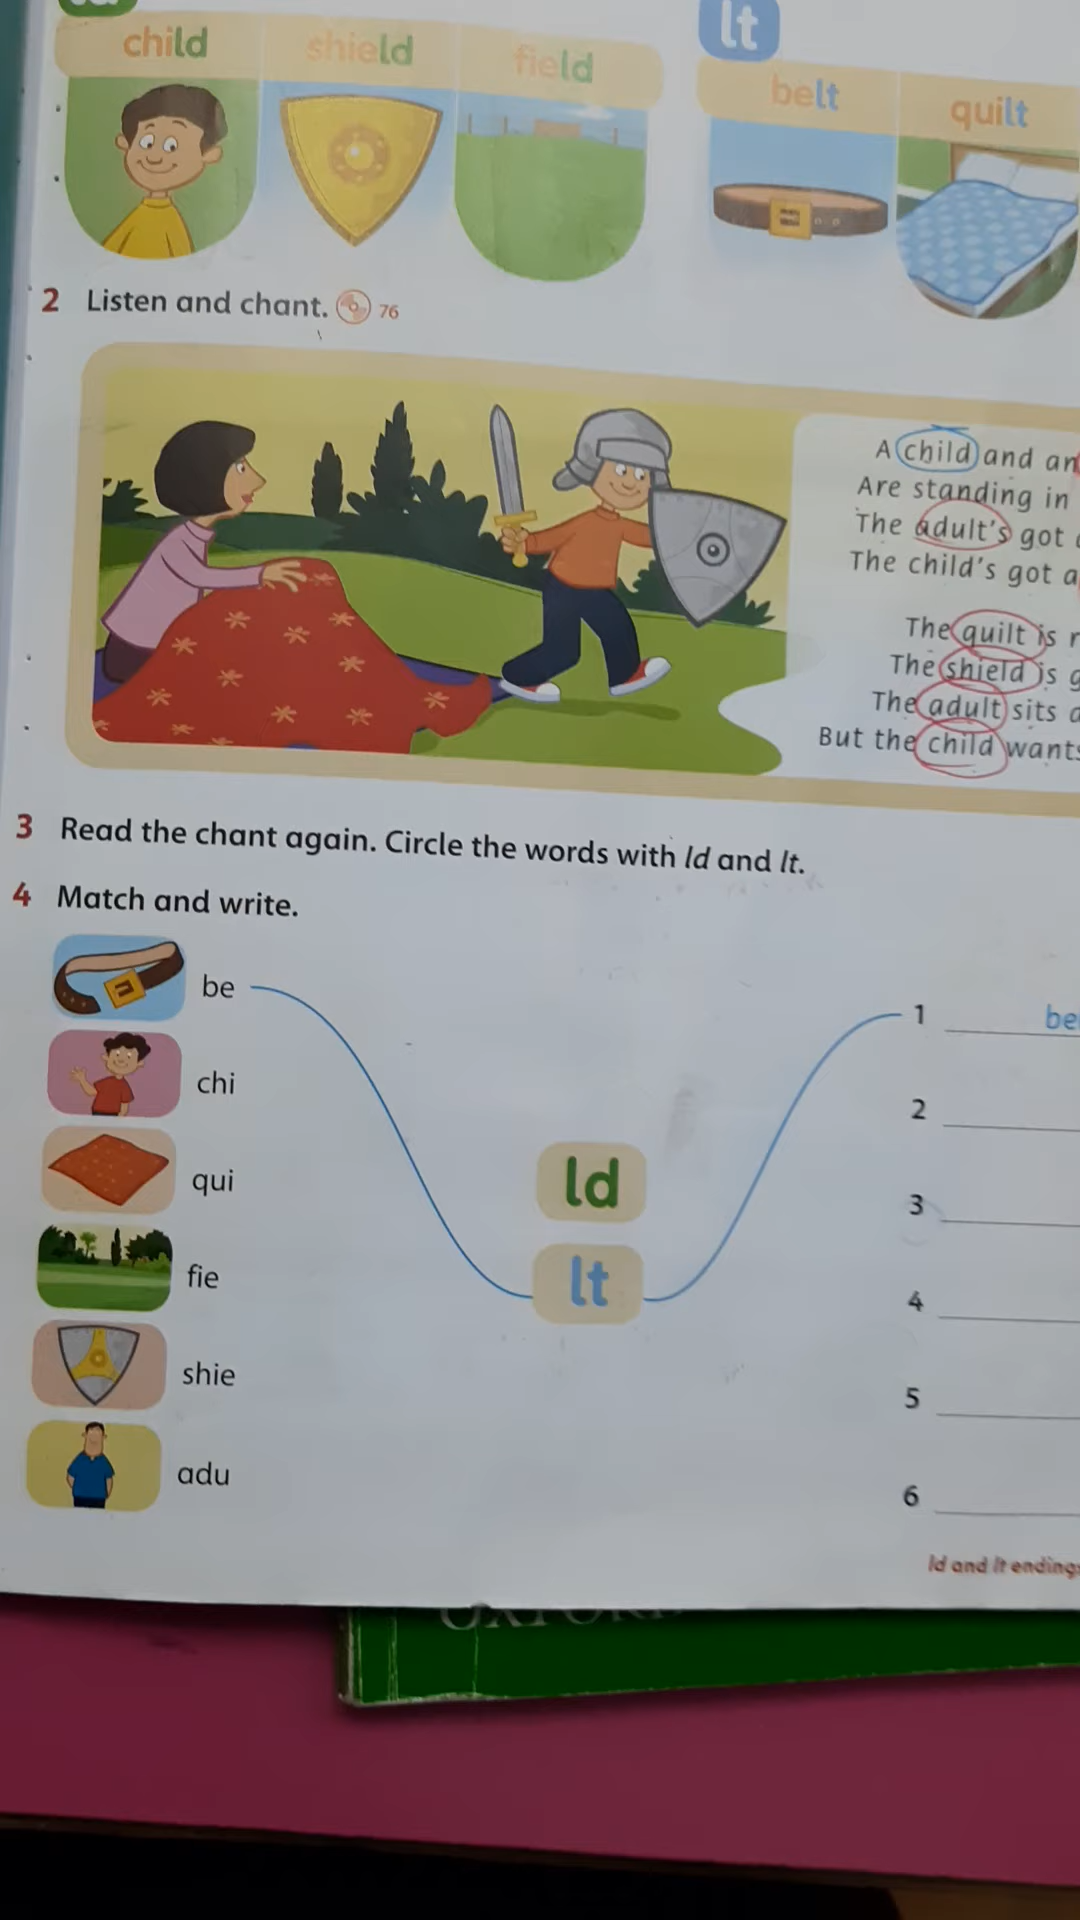 child shield field
lt
belt quilt
2 Listen and chant. 76
A child and an
Are standing in
The adult's got
The child's got a
The quilt is r
The shield is g
The adult sits a
But the child wants
3 Read the chant again. Circle the words with ld and lt.
4 Match and write.
be
chi
qui
fie
shie
adu
ld
lt
1 be
2
3
4
5
6
ld and lt endings